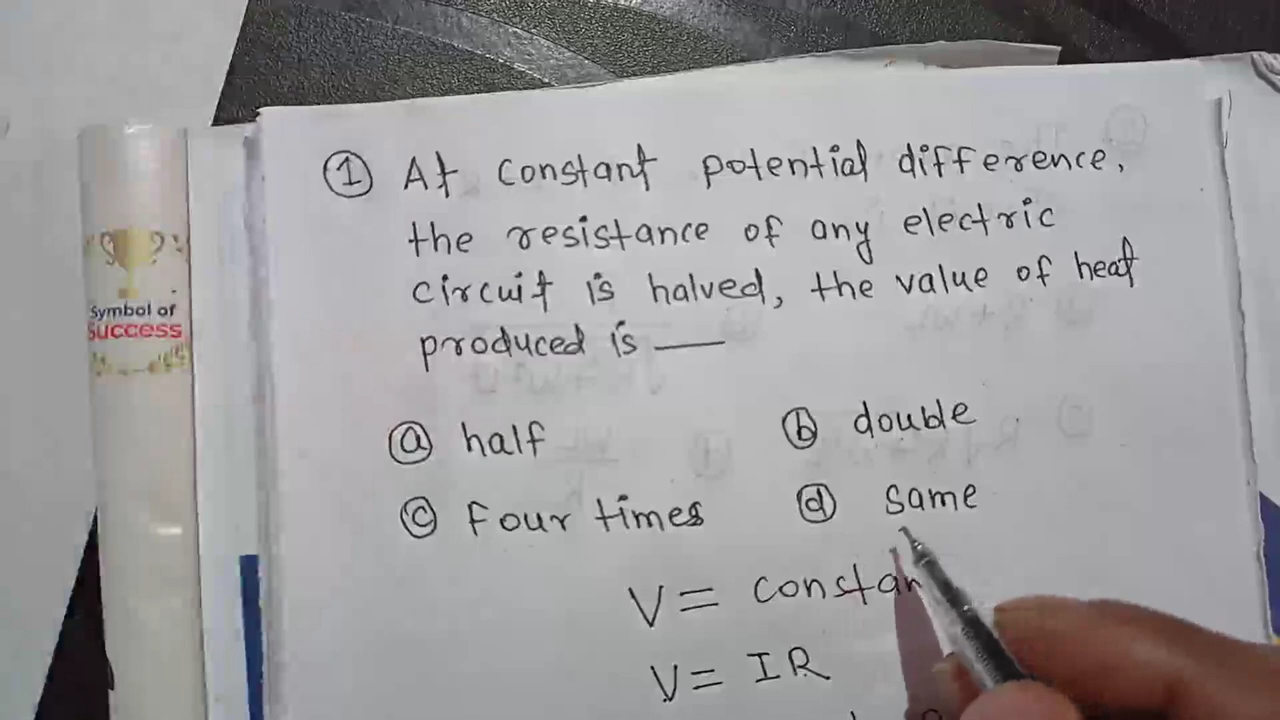 ① At constant potential difference,
the resistance of any electric
circuit is halved, the value of heat
produced is —
ⓐ half
ⓑ double
ⓒ Four times
ⓓ same
V = constan
V = IR
Symbol of
Success